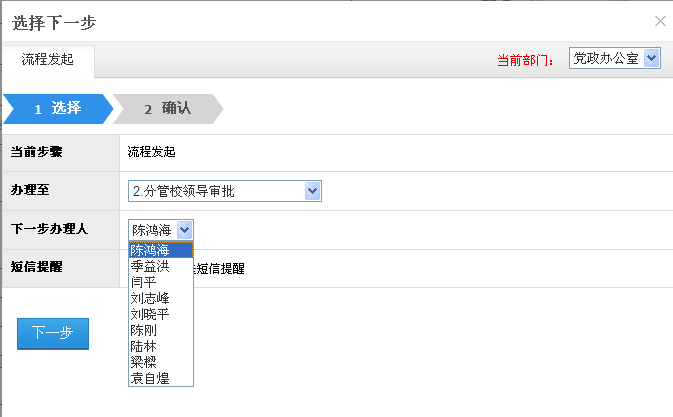 选择下一步
流程发起
当前部门： 党政办公室
1 选择 2 确认
当前步骤 流程发起
办理至 2.分管校领导审批
下一步办理人 陈鸿海
陈鸿海
季益洪
闫平
刘志峰
刘晓平
陈刚
陆林
梁樑
袁自煌
短信提醒 短信提醒
下一步